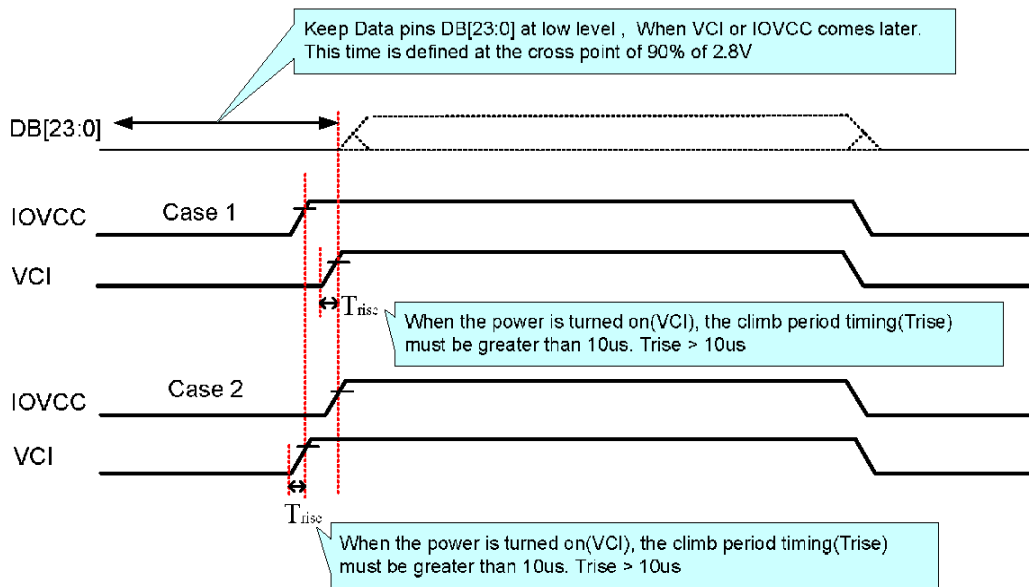 Keep Data pins DB[23:0] at low level , When VCI or IOVCC comes later.
This time is defined at the cross point of 90% of 2.8V
DB[23:0]
IOVCC
Case 1
VCI
Trise
When the power is turned on(VCI), the climb period timing(Trise)
must be greater than 10us. Trise > 10us
IOVCC
Case 2
VCI
Trise
When the power is turned on(VCI), the climb period timing(Trise)
must be greater than 10us. Trise > 10us